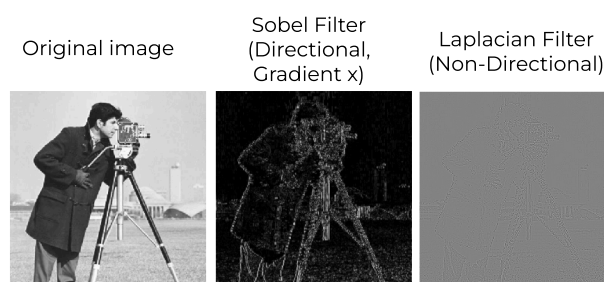 Original image
Sobel Filter
(Directional,
Gradient x)
Laplacian Filter
(Non-Directional)